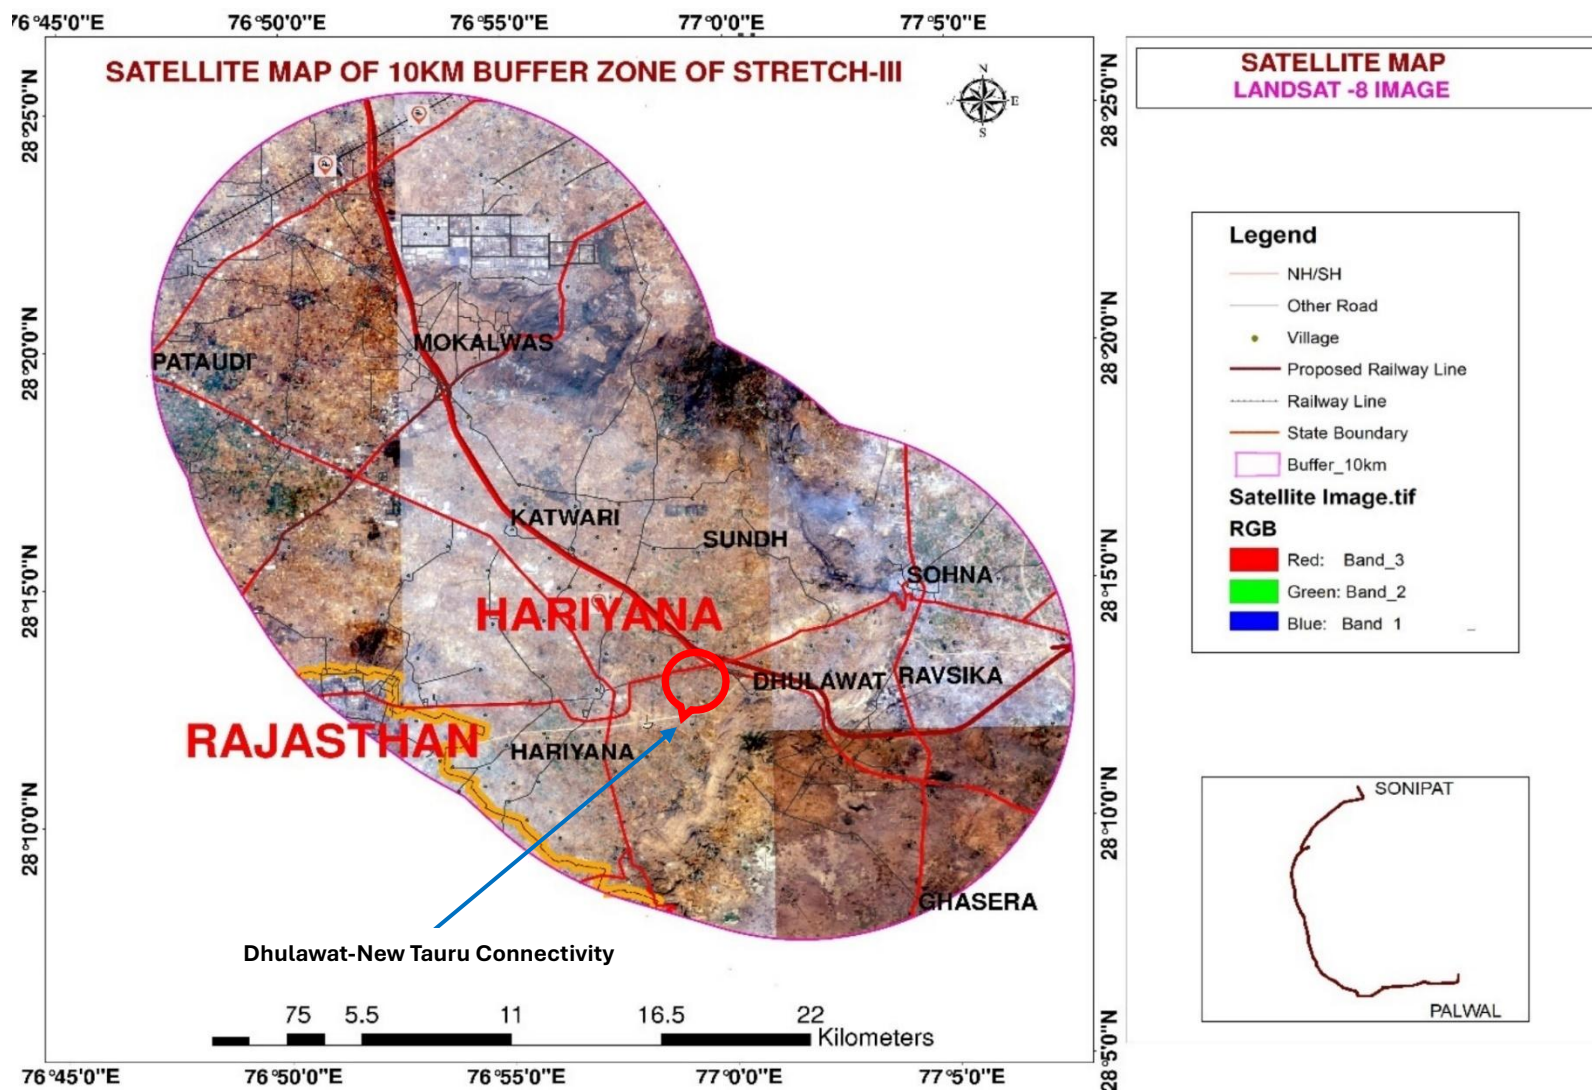 76°45'0"E 76°50'0"E 76°55'0"E 77°0'0"E 77°5'0"E
SATELLITE MAP OF 10KM BUFFER ZONE OF STRETCH-III
N
E
S
28°25'0"N
28°25'0"N
28°20'0"N
28°20'0"N
28°15'0"N
28°15'0"N
28°10'0"N
28°10'0"N
28°5'0"N
MOKALWAS
PATAUDI
KATWARI
SUNDH
SOHNA
HARIYANA
DHULAWAT
RAVSIKA
RAJASTHAN
HARIYANA
GHASERA
Dhulawat-New Tauru Connectivity
75 5.5 11 16.5 22
Kilometers
76°45'0"E 76°50'0"E 76°55'0"E 77°0'0"E 77°5'0"E
SATELLITE MAP
LANDSAT -8 IMAGE
Legend
NH/SH
Other Road
Village
Proposed Railway Line
Railway Line
State Boundary
Buffer_10km
Satellite Image.tif
RGB
Red: Band_3
Green: Band_2
Blue: Band_1
SONIPAT
PALWAL